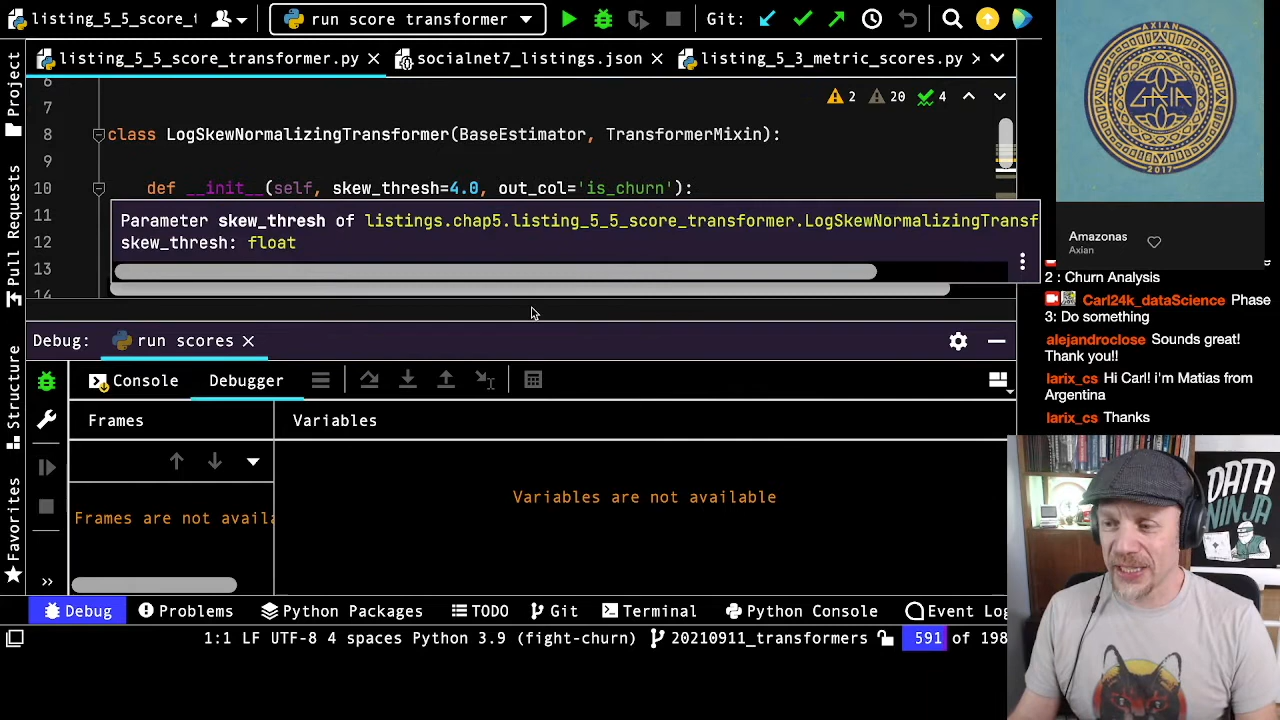 listing_5_5_score_t
run score transformer
Git:
listing_5_5_score_transformer.py
socialnet7_listings.json
listing_5_3_metric_scores.py
Project
Pull Requests
Structure
Favorites
6
7
8 class LogSkewNormalizingTransformer(BaseEstimator, TransformerMixin):
9
10 def __init__(self, skew_thresh=4.0, out_col='is_churn'):
11
12
13
14
2 20 4
Parameter skew_thresh of listings.chap5.listing_5_5_score_transformer.LogSkewNormalizingTransf
skew_thresh: float
Debug: run scores
Console Debugger
Frames Variables
Frames are not availa
Variables are not available
Debug Problems Python Packages TODO Git Terminal Python Console Event Log
1:1 LF UTF-8 4 spaces Python 3.9 (fight-churn) 20210911_transformers 591 of 198
AXIAN
2017
Amazonas
Axian
2 : Churn Analysis
Carl24k_dataScience Phase
3: Do something
alejandroclose Sounds great!
Thank you!!
larix_cs Hi Carl! i'm Matias from
Argentina
larix_cs Thanks
DATA
NINJA